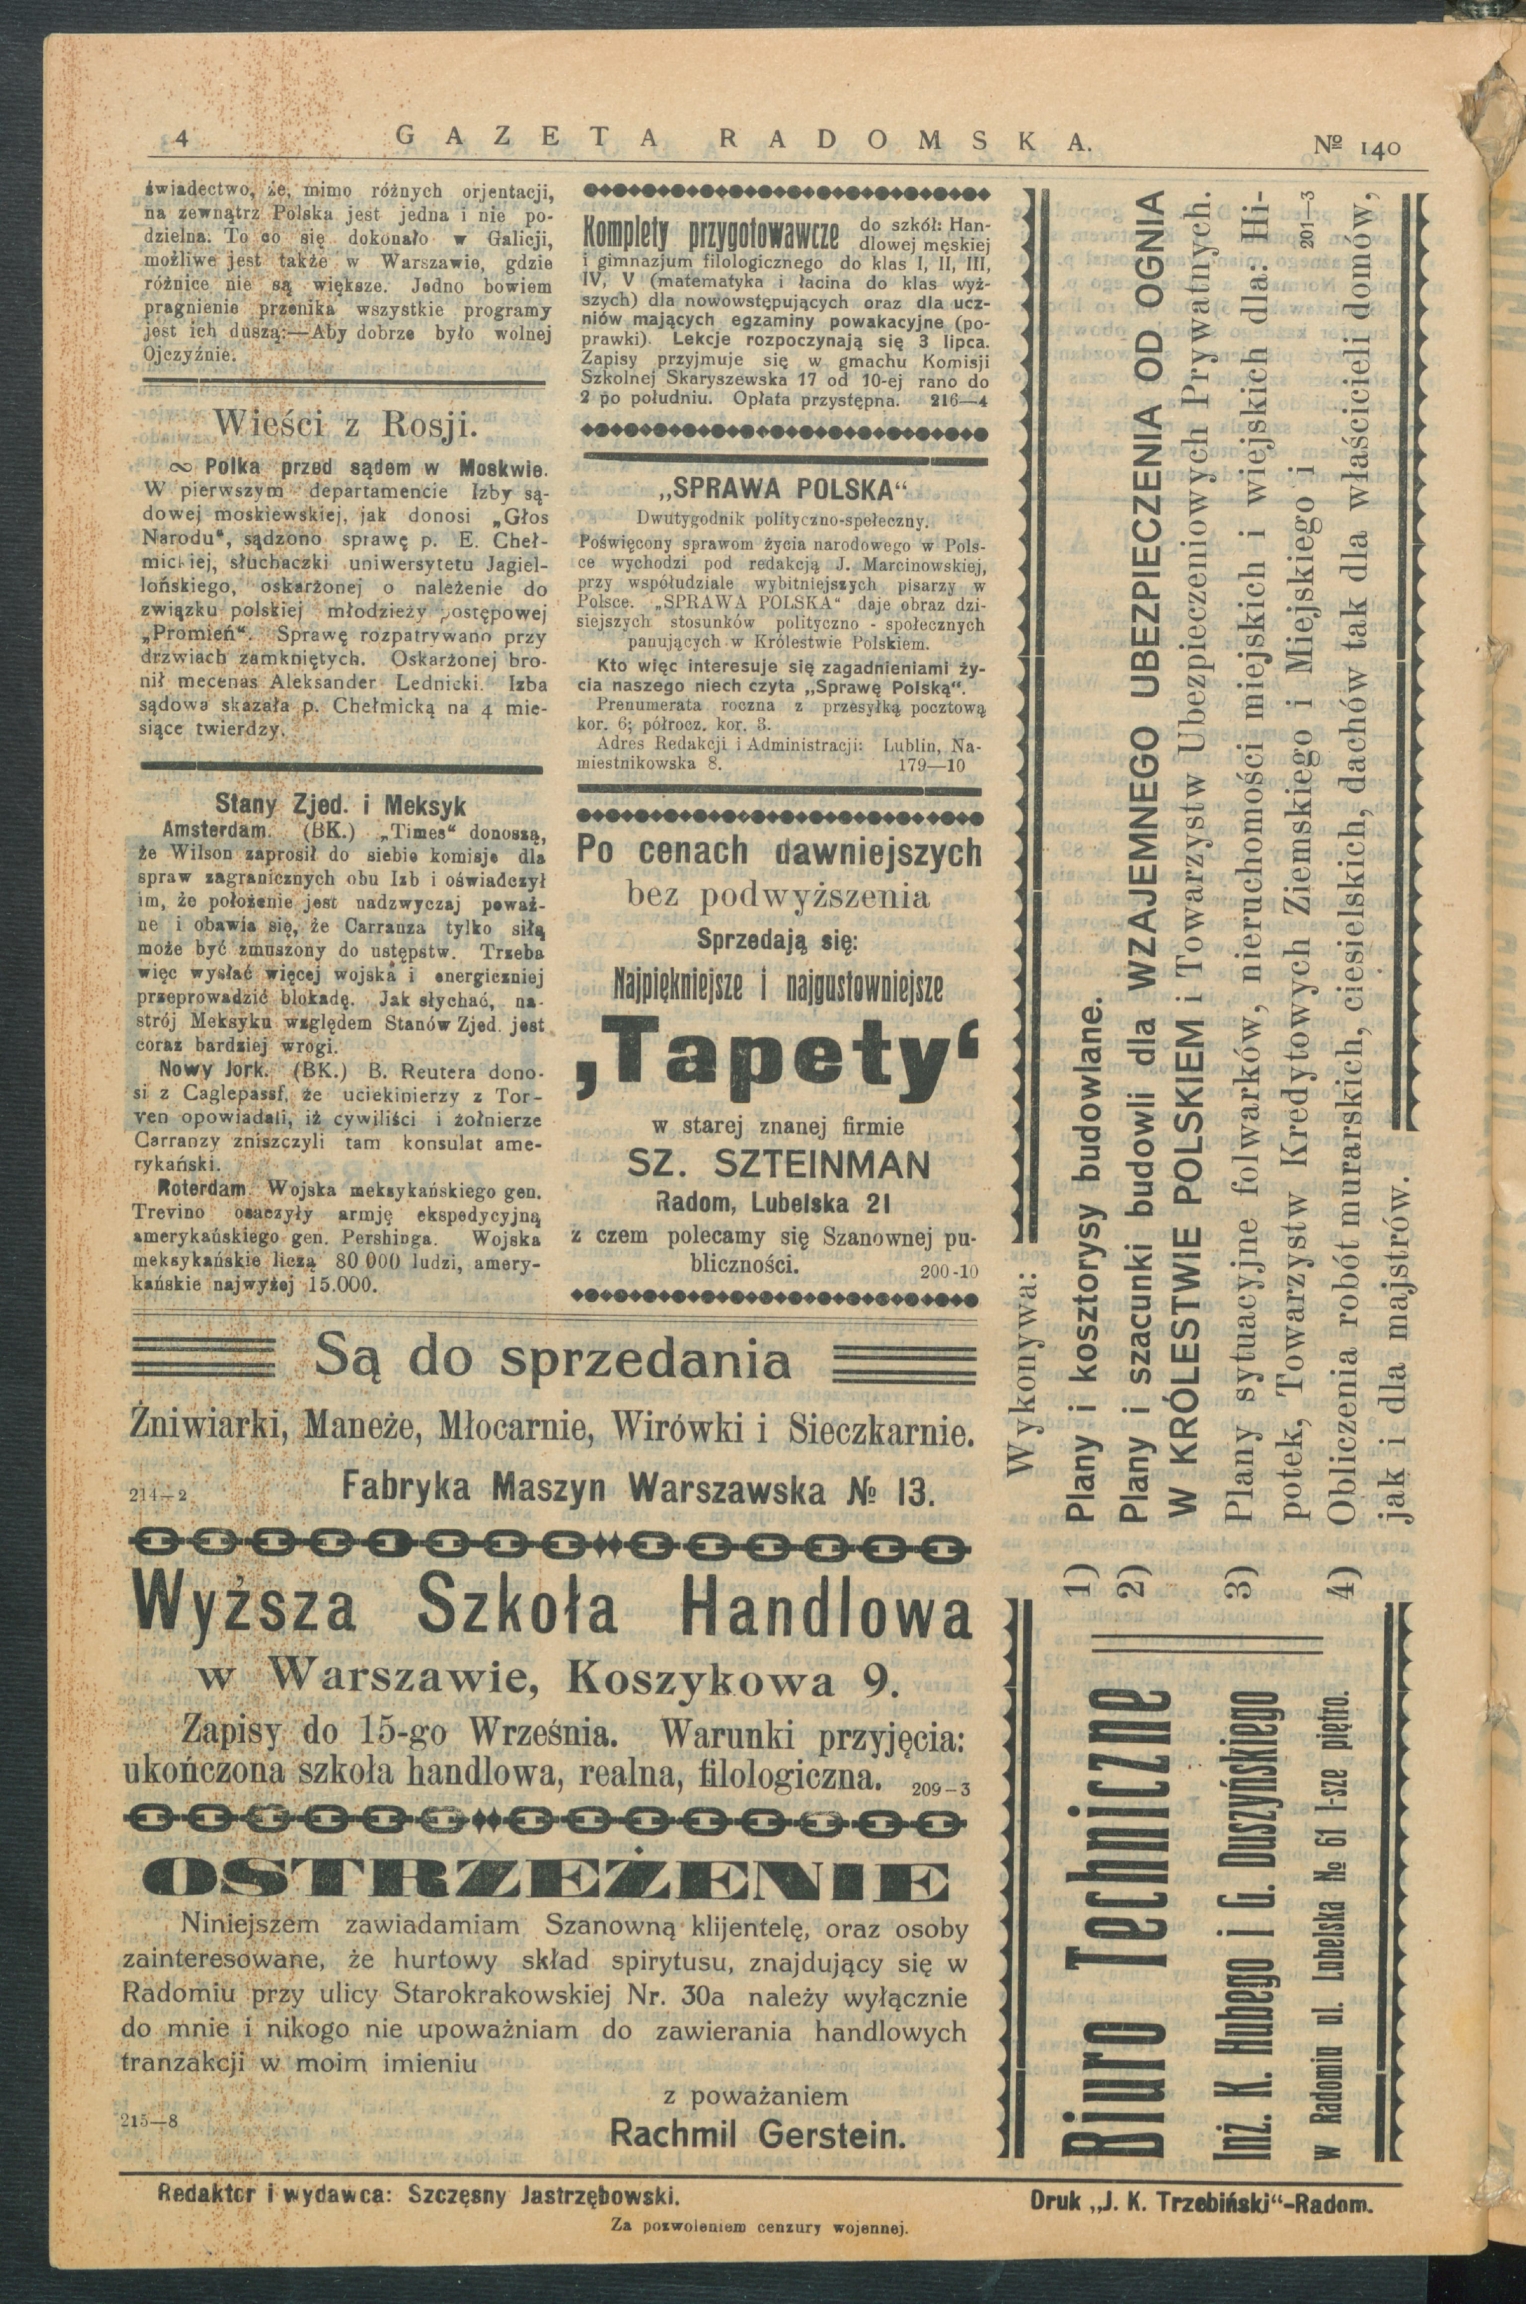 4
GAZETA RADOMSKA.
№ 140
świadectwo, że, mimo różnych orjentacji,
na zewnątrz Polska jest jedna i nie po-
dzielna. To co się dokonało w Galicji,
możliwe jest także w Warszawie, gdzie
różnice nie są większe. Jedno bowiem
pragnienie przenika wszystkie programy
jest ich duszą:—Aby dobrze było wolnej
Ojczyźnie.
Wieści z Rosji.
∞ Polka przed sądem w Moskwie.
W pierwszym departamencie Izby są-
dowej moskiewskiej, jak donosi „Głos
Narodu", sądzono sprawę p. E. Cheł-
mickiej, słuchaczki uniwersytetu Jagiel-
lońskiego, oskarżonej o należenie do
związku polskiej młodzieży postępowej
„Promień". Sprawę rozpatrywano przy
drzwiach zamkniętych. Oskarżonej bro-
nił mecenas Aleksander Lednicki. Izba
sądowa skazała p. Chełmicką na 4 mie-
siące twierdzy.
Stany Zjed. i Meksyk
Amsterdam. (BK.) „Times" donoszą,
że Wilson zaprosił do siebie komisje dla
spraw zagranicznych obu Izb i oświadczył
im, że położenie jest nadzwyczaj poważ-
ne i obawia się, że Carranza tylko siłą
może być zmuszony do ustępstw. Trzeba
więc wysłać więcej wojska i energiczniej
przeprowadzić blokadę. Jak słychać, na-
strój Meksyku względem Stanów Zjed. jest
coraz bardziej wrogi.
Nowy Jork. (BK.) B. Reutera dono-
si z Caglepassf, że uciekinierzy z Tor-
ven opowiadali, iż cywiliści i żołnierze
Carranzy zniszczyli tam konsulat ame-
rykański.
Roterdam. Wojska meksykańskiego gen.
Trevino osaczyły armję ekspedycyjną
amerykańskiego gen. Pershinga. Wojska
meksykańskie liczą 80 000 ludzi, amery-
kańskie najwyżej 15.000.
Komplety przygotowawcze do szkół: Han-
dlowej męskiej
i gimnazjum filologicznego do klas I, II, III,
IV, V (matematyka i łacina do klas wyż-
szych) dla nowowstępujących oraz dla ucz-
niów mających egzaminy powakacyjne (po-
prawki). Lekcje rozpoczynają się 3 lipca.
Zapisy przyjmuje się w gmachu Komisji
Szkolnej Skaryszewska 17 od 10-ej rano do
2 po południu. Opłata przystępna. 216—4
„SPRAWA POLSKA"
Dwutygodnik polityczno-społeczny.
Poświęcony sprawom życia narodowego w Pols-
ce wychodzi pod redakcją J. Marcinowskiej,
przy współudziale wybitniejszych pisarzy w
Polsce. „SPRAWA POLSKA" daje obraz dzi-
siejszych stosunków polityczno - społecznych
panujących w Królestwie Polskiem.
Kto więc interesuje się zagadnieniami ży-
cia naszego niech czyta „Sprawę Polską".
Prenumerata roczna z przesyłką pocztową
kor. 6; półrocz. kor. 3.
Adres Redakcji i Administracji: Lublin, Na-
miestnikowska 8. 179—10
Po cenach dawniejszych
bez podwyższenia
Sprzedają się:
Najpiękniejsze i najgustowniejsze
‚Tapety‘
w starej znanej firmie
SZ. SZTEINMAN
Radom, Lubelska 21
z czem polecamy się Szanownej pu-
bliczności. 200-10
Są do sprzedania
Żniwiarki, Maneże, Młocarnie, Wirówki i Sieczkarnie.
214—2 Fabryka Maszyn Warszawska № 13.
Wyższa Szkoła Handlowa
w Warszawie, Koszykowa 9.
Zapisy do 15-go Września. Warunki przyjęcia:
ukończona szkoła handlowa, realna, filologiczna. 209—3
OSTRZEŻENIE
Niniejszem zawiadamiam Szanowną klijentelę, oraz osoby
zainteresowane, że hurtowy skład spirytusu, znajdujący się w
Radomiu przy ulicy Starokrakowskiej Nr. 30a należy wyłącznie
do mnie i nikogo nie upoważniam do zawierania handlowych
tranzakcji w moim imieniu
z poważaniem
215—8
Rachmil Gerstein.
Biuro Techniczne
Inż. K. Hubego i G. Duszyńskiego
w Radomiu ul. Lubelska № 61 I-sze piętro.
Wykonywa:
1) Plany i kosztorysy budowlane.
2) Plany i szacunki budowli dla WZAJEMNEGO UBEZPIECZENIA OD OGNIA
W KRÓLESTWIE POLSKIEM i Towarzystw Ubezpieczeniowych Prywatnych.
3) Plany sytuacyjne folwarków, nieruchomości miejskich i wiejskich dla: Hi-
potek, Towarzystw Kredytowych Ziemskiego i Miejskiego i 201—3
4) Obliczenia robót murarskich, ciesielskich, dachów tak dla właścicieli domów,
jak i dla majstrów.
Redaktor i wydawca: Szczęsny Jastrzębowski.
Druk „J. K. Trzebiński"-Radom.
Za pozwoleniem cenzury wojennej.